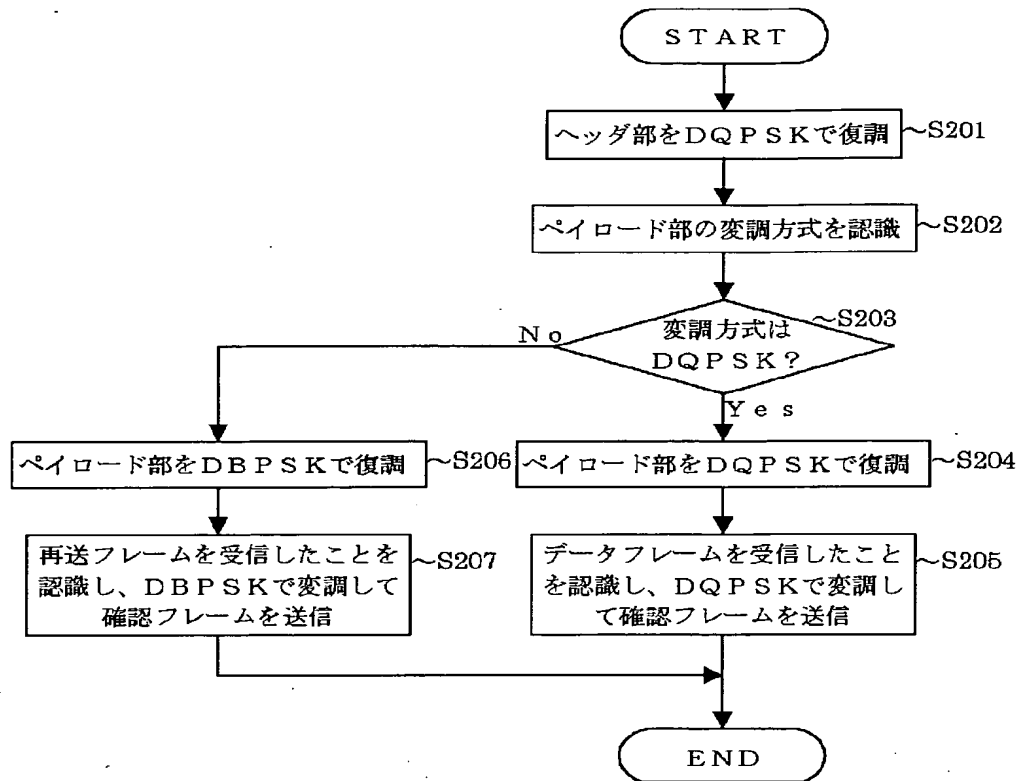 START
ヘッダ部をDQPSKで復調 ~S201
ペイロード部の変調方式を認識 ~S202
~S203
変調方式は
DQPSK?
No
Yes
ペイロード部をDBPSKで復調 ~S206
ペイロード部をDQPSKで復調 ~S204
再送フレームを受信したことを
認識し、DBPSKで変調して
確認フレームを送信
~S207
データフレームを受信したこと
を認識し、DQPSKで変調し
て確認フレームを送信
~S205
END